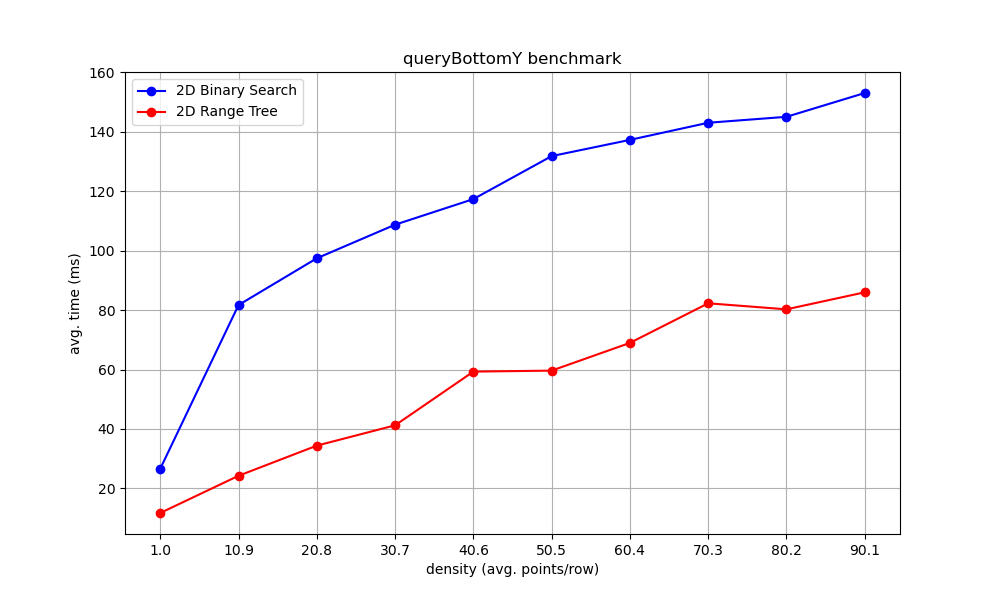 queryBottomY benchmark
2D Binary Search
2D Range Tree
avg. time (ms)
160
140
120
100
80
60
40
20
1.0 10.9 20.8 30.7 40.6 50.5 60.4 70.3 80.2 90.1
density (avg. points/row)